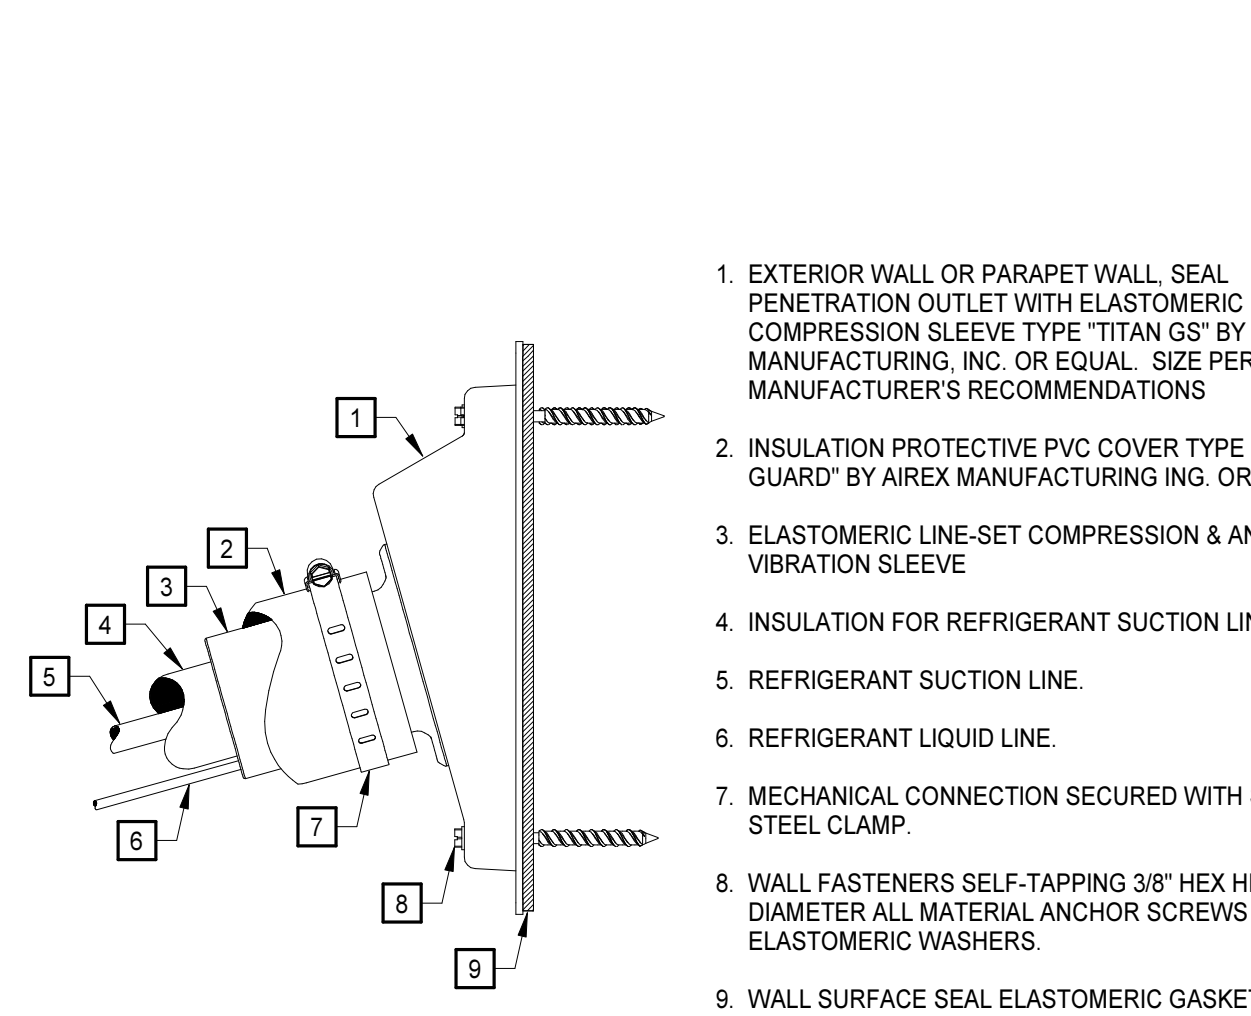 1. EXTERIOR WALL OR PARAPET WALL, SEAL
PENETRATION OUTLET WITH ELASTOMERIC
COMPRESSION SLEEVE TYPE "TITAN GS" BY
MANUFACTURING, INC. OR EQUAL. SIZE PER
MANUFACTURER'S RECOMMENDATIONS
2. INSULATION PROTECTIVE PVC COVER TYPE
GUARD" BY AIREX MANUFACTURING ING. OR
3. ELASTOMERIC LINE-SET COMPRESSION &
VIBRATION SLEEVE
4. INSULATION FOR REFRIGERANT SUCTION
5. REFRIGERANT SUCTION LINE.
6. REFRIGERANT LIQUID LINE.
7. MECHANICAL CONNECTION SECURED WITH
STEEL CLAMP.
8. WALL FASTENERS SELF-TAPPING 3/8" HEX
DIAMETER ALL MATERIAL ANCHOR SCREWS
ELASTOMERIC WASHERS.
9. WALL SURFACE SEAL ELASTOMERIC GASKET
1
2
3
4
5
6
7
8
9